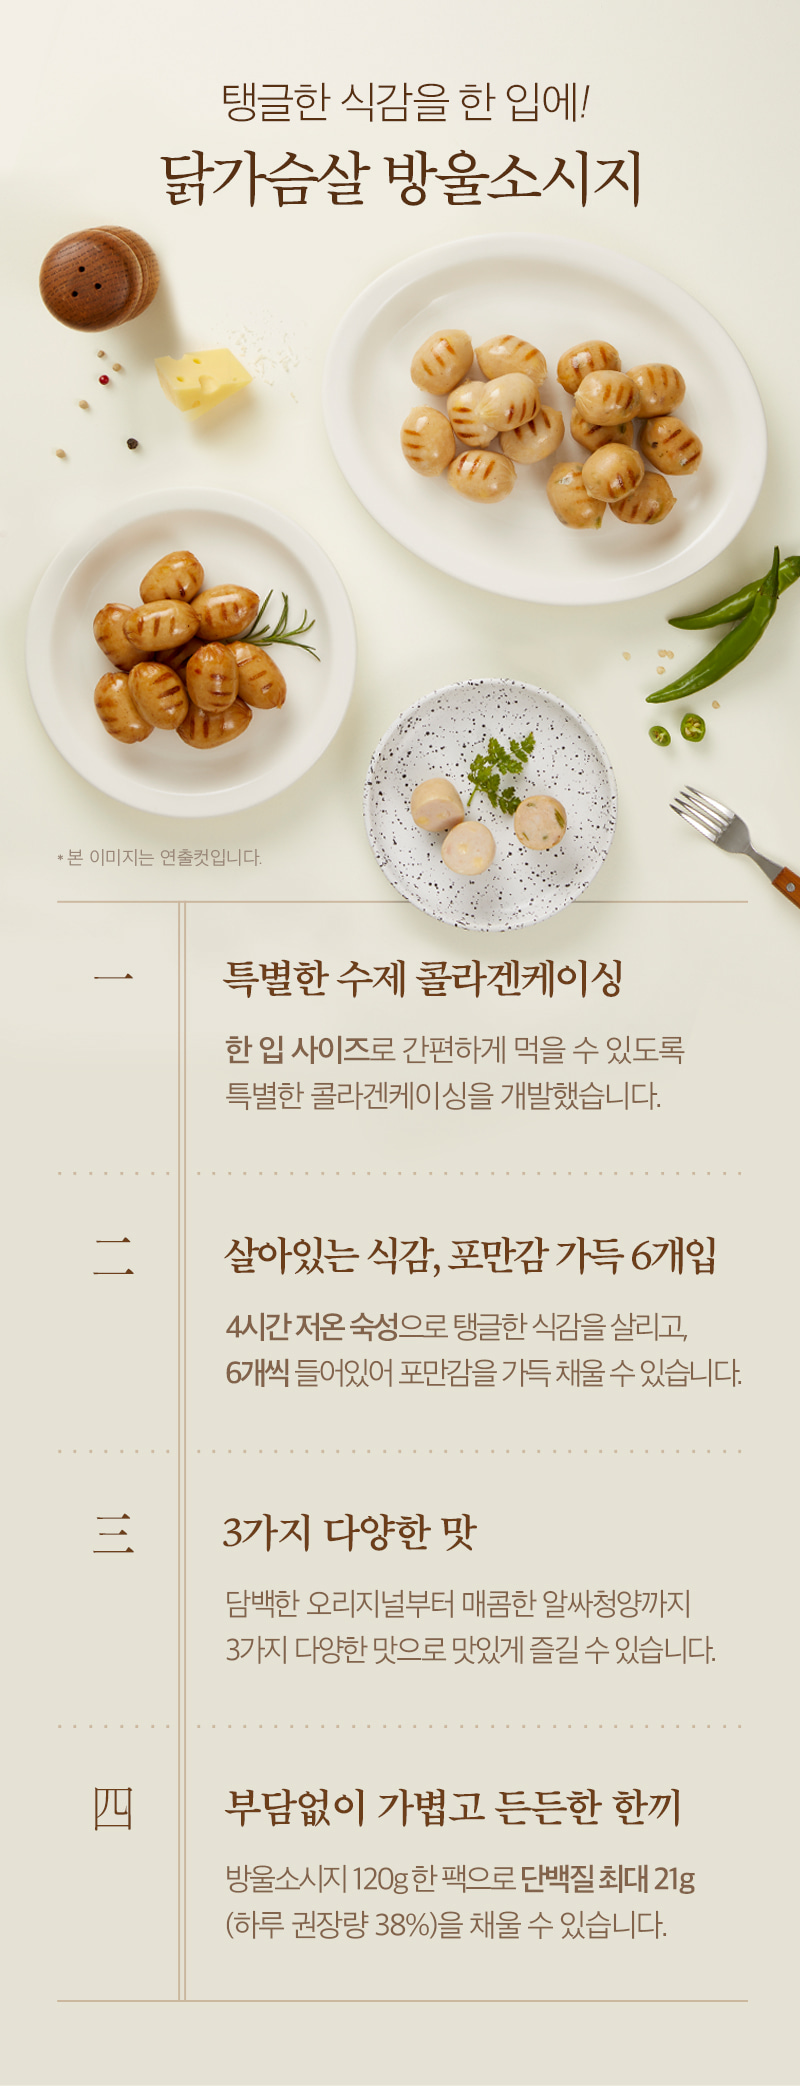 탱글한 식감을 한 입에!
닭가슴살 방울소시지
* 본 이미지는 연출컷입니다.
一
특별한 수제 콜라겐케이싱
한 입 사이즈로 간편하게 먹을 수 있도록
특별한 콜라겐케이싱을 개발했습니다.
二
살아있는 식감, 포만감 가득 6개입
4시간 저온 숙성으로 탱글한 식감을 살리고,
6개씩 들어있어 포만감을 가득 채울 수 있습니다.
三
3가지 다양한 맛
담백한 오리지널부터 매콤한 알싸청양까지
3가지 다양한 맛으로 맛있게 즐길 수 있습니다.
四
부담없이 가볍고 든든한 한끼
방울소시지 120g 한 팩으로 단백질 최대 21g
(하루 권장량 38%)을 채울 수 있습니다.